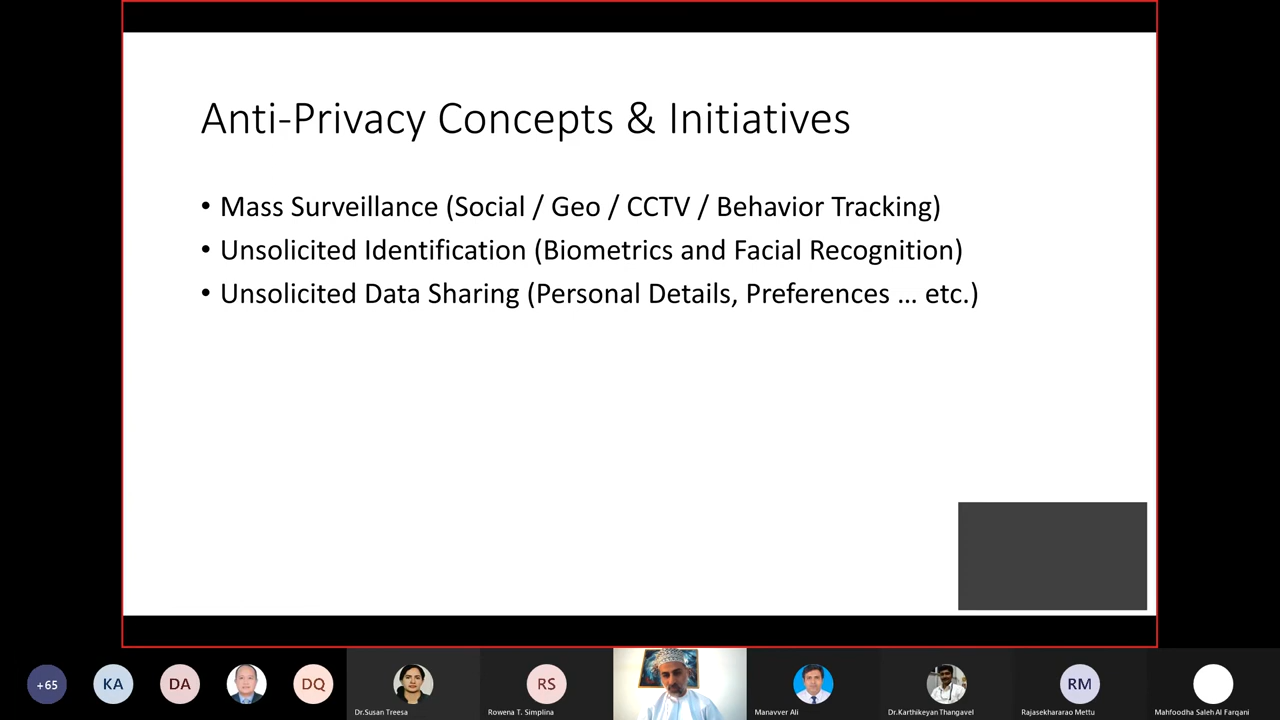 Anti-Privacy Concepts & Initiatives
• Mass Surveillance (Social / Geo / CCTV / Behavior Tracking)
• Unsolicited Identification (Biometrics and Facial Recognition)
• Unsolicited Data Sharing (Personal Details, Preferences … etc.)
+65
KA
DA
DQ
Dr.Susan Treesa
RS
Rowena T. Simplina
Manavver Ali
Dr.Karthikeyan Thangavel
RM
Rajasekhararao Mettu
Mahfoodha Saleh Al Farqani